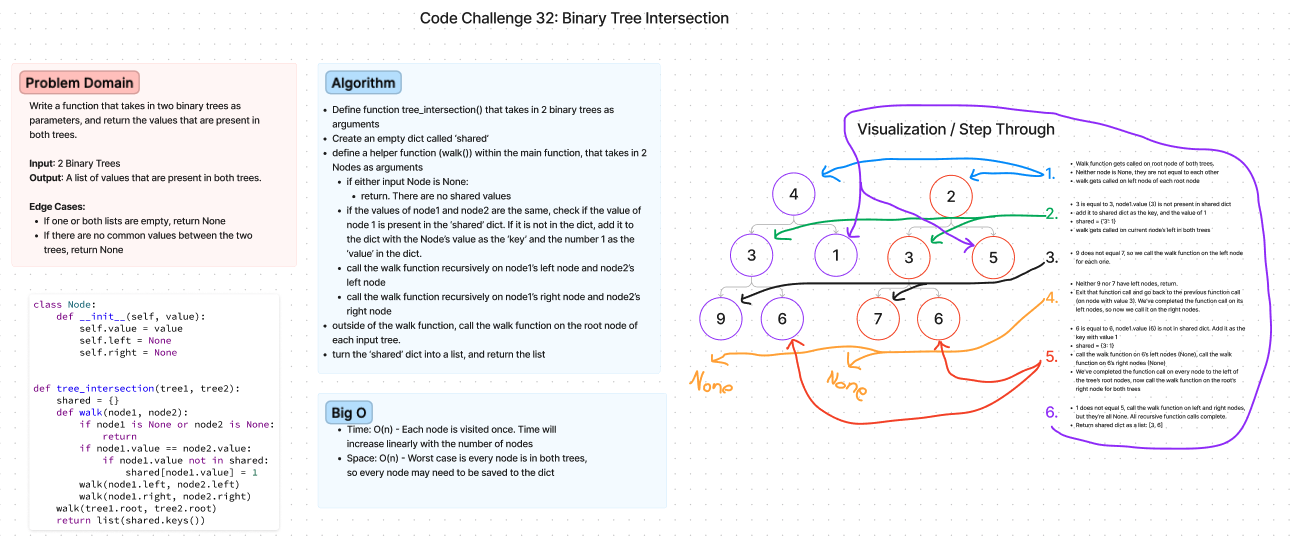 Code Challenge 32: Binary Tree Intersection
Problem Domain
Write a function that takes in two binary trees as
parameters, and return the values that are present in
both trees.
Input: 2 Binary Trees
Output: A list of values that are present in both trees.
Edge Cases:
• If one or both lists are empty, return None
• If there are no common values between the two
trees, return None
class Node:
    def __init__(self, value):
        self.value = value
        self.left = None
        self.right = None
def tree_intersection(tree1, tree2):
    shared = {}
    def walk(node1, node2):
        if node1 is None or node2 is None:
            return
        if node1.value == node2.value:
            if node1.value not in shared:
                shared[node1.value] = 1
        walk(node1.left, node2.left)
        walk(node1.right, node2.right)
    walk(tree1.root, tree2.root)
    return list(shared.keys())
Algorithm
• Define function tree_intersection() that takes in 2 binary trees as
arguments
• Create an empty dict called 'shared'
• define a helper function (walk()) within the main function, that takes in 2
Nodes as arguments
• if either input Node is None:
• return. There are no shared values
• if the values of node1 and node2 are the same, check if the value of
node 1 is present in the 'shared' dict. If it is not in the dict, add it to
the dict with the Node's value as the 'key' and the number 1 as the
'value' in the dict.
• call the walk function recursively on node1's left node and node2's
left node
• call the walk function recursively on node1's right node and node2's
right node
• outside of the walk function, call the walk function on the root node of
each input tree.
• turn the 'shared' dict into a list, and return the list
Big O
• Time: O(n) - Each node is visited once. Time will
increase linearly with the number of nodes
• Space: O(n) - Worst case is every node is in both trees,
so every node may need to be saved to the dict
Visualization / Step Through
4
2
3
1
3
5
9
6
7
6
None
None
1.
• Walk function gets called on root node of both trees,
• Neither node is None, they are not equal to each other
• walk gets called on left node of each root node
2.
• 3 is equal to 3, node1.value (3) is not present in shared dict
• add it to shared dict as the key, and the value of 1
• shared = {'3': 1}
• walk gets called on current node's left in both trees
3.
• 9 does not equal 7, so we call the walk function on the left node
for each one.
4.
• Neither 9 nor 7 have left nodes, return.
• Exit that function call and go back to the previous function call
(on node with value 3). We've completed the function call on its
left nodes, so now we call it on the right nodes.
5.
• 6 is equal to 6, node1.value (6) is not in shared dict. Add it as the
key with value 1
• shared = {'3': 1}
• call the walk function on 6's left nodes (None), call the walk
function on 6's right nodes (None)
• We've completed the function call on every node to the left of
the tree's root nodes, now call the walk function on the root's
right node for both trees
6.
• 1 does not equal 5, call the walk function on left and right nodes,
but they're all None. All recursive function calls complete.
• Return shared dict as a list: [3, 6]